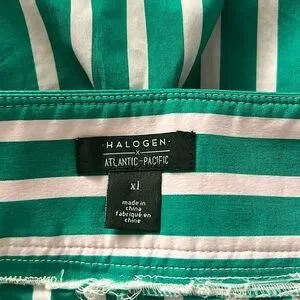 ·HALOGEN·
x
ATLANTIC-PACIFIC
xl
made in
china
fabriqué en
chine